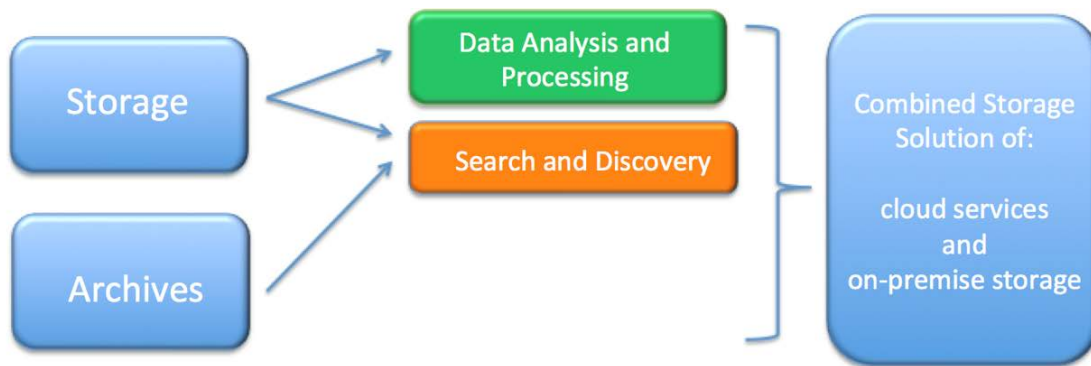 Storage
Archives
Data Analysis and
Processing
Search and Discovery
Combined Storage
Solution of:
cloud services
and
on-premise storage